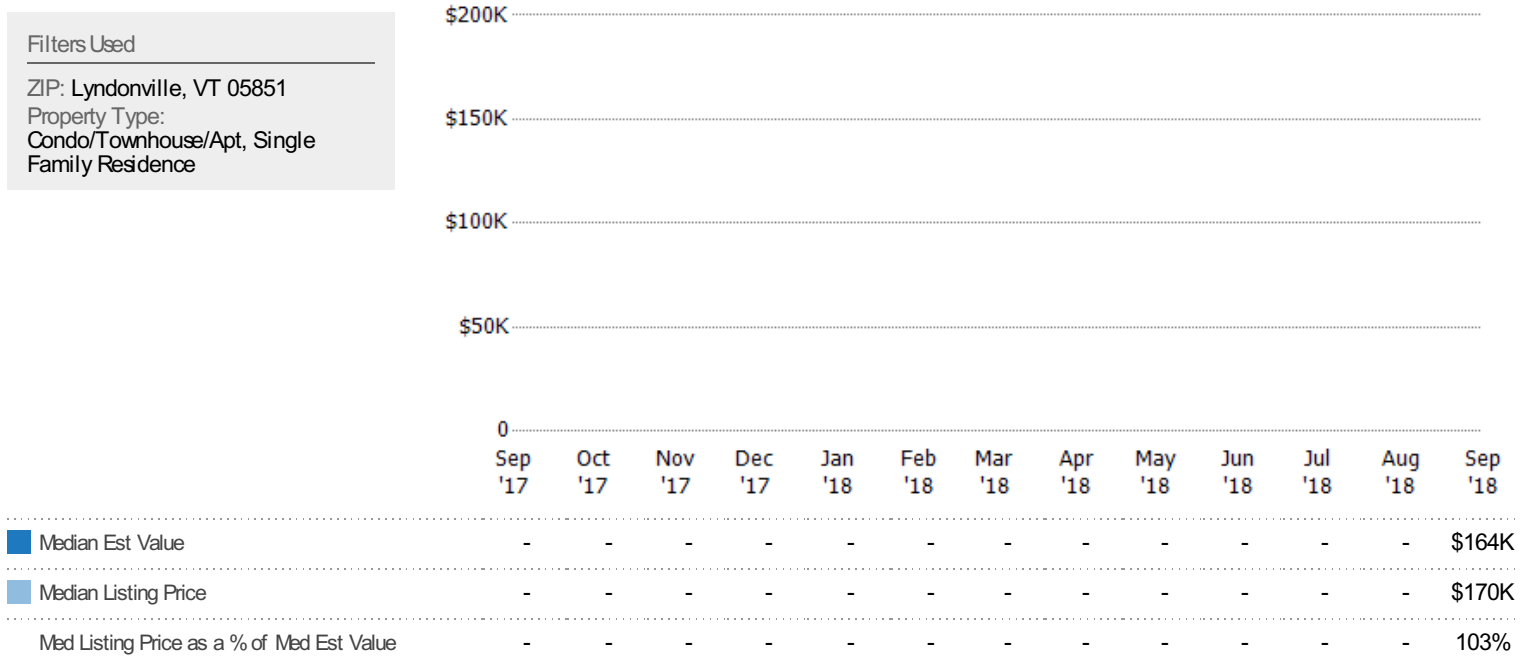 Filters Used
ZIP: Lyndonville, VT 05851
Property Type:
Condo/Townhouse/Apt, Single
Family Residence
$200K
$150K
$100K
$50K
0
Sep Oct Nov Dec Jan Feb Mar Apr May Jun Jul Aug Sep
'17 '17 '17 '17 '18 '18 '18 '18 '18 '18 '18 '18 '18
Median Est Value - - - - - - - - - - - - $164K
Median Listing Price - - - - - - - - - - - - $170K
Med Listing Price as a % of Med Est Value - - - - - - - - - - - - 103%